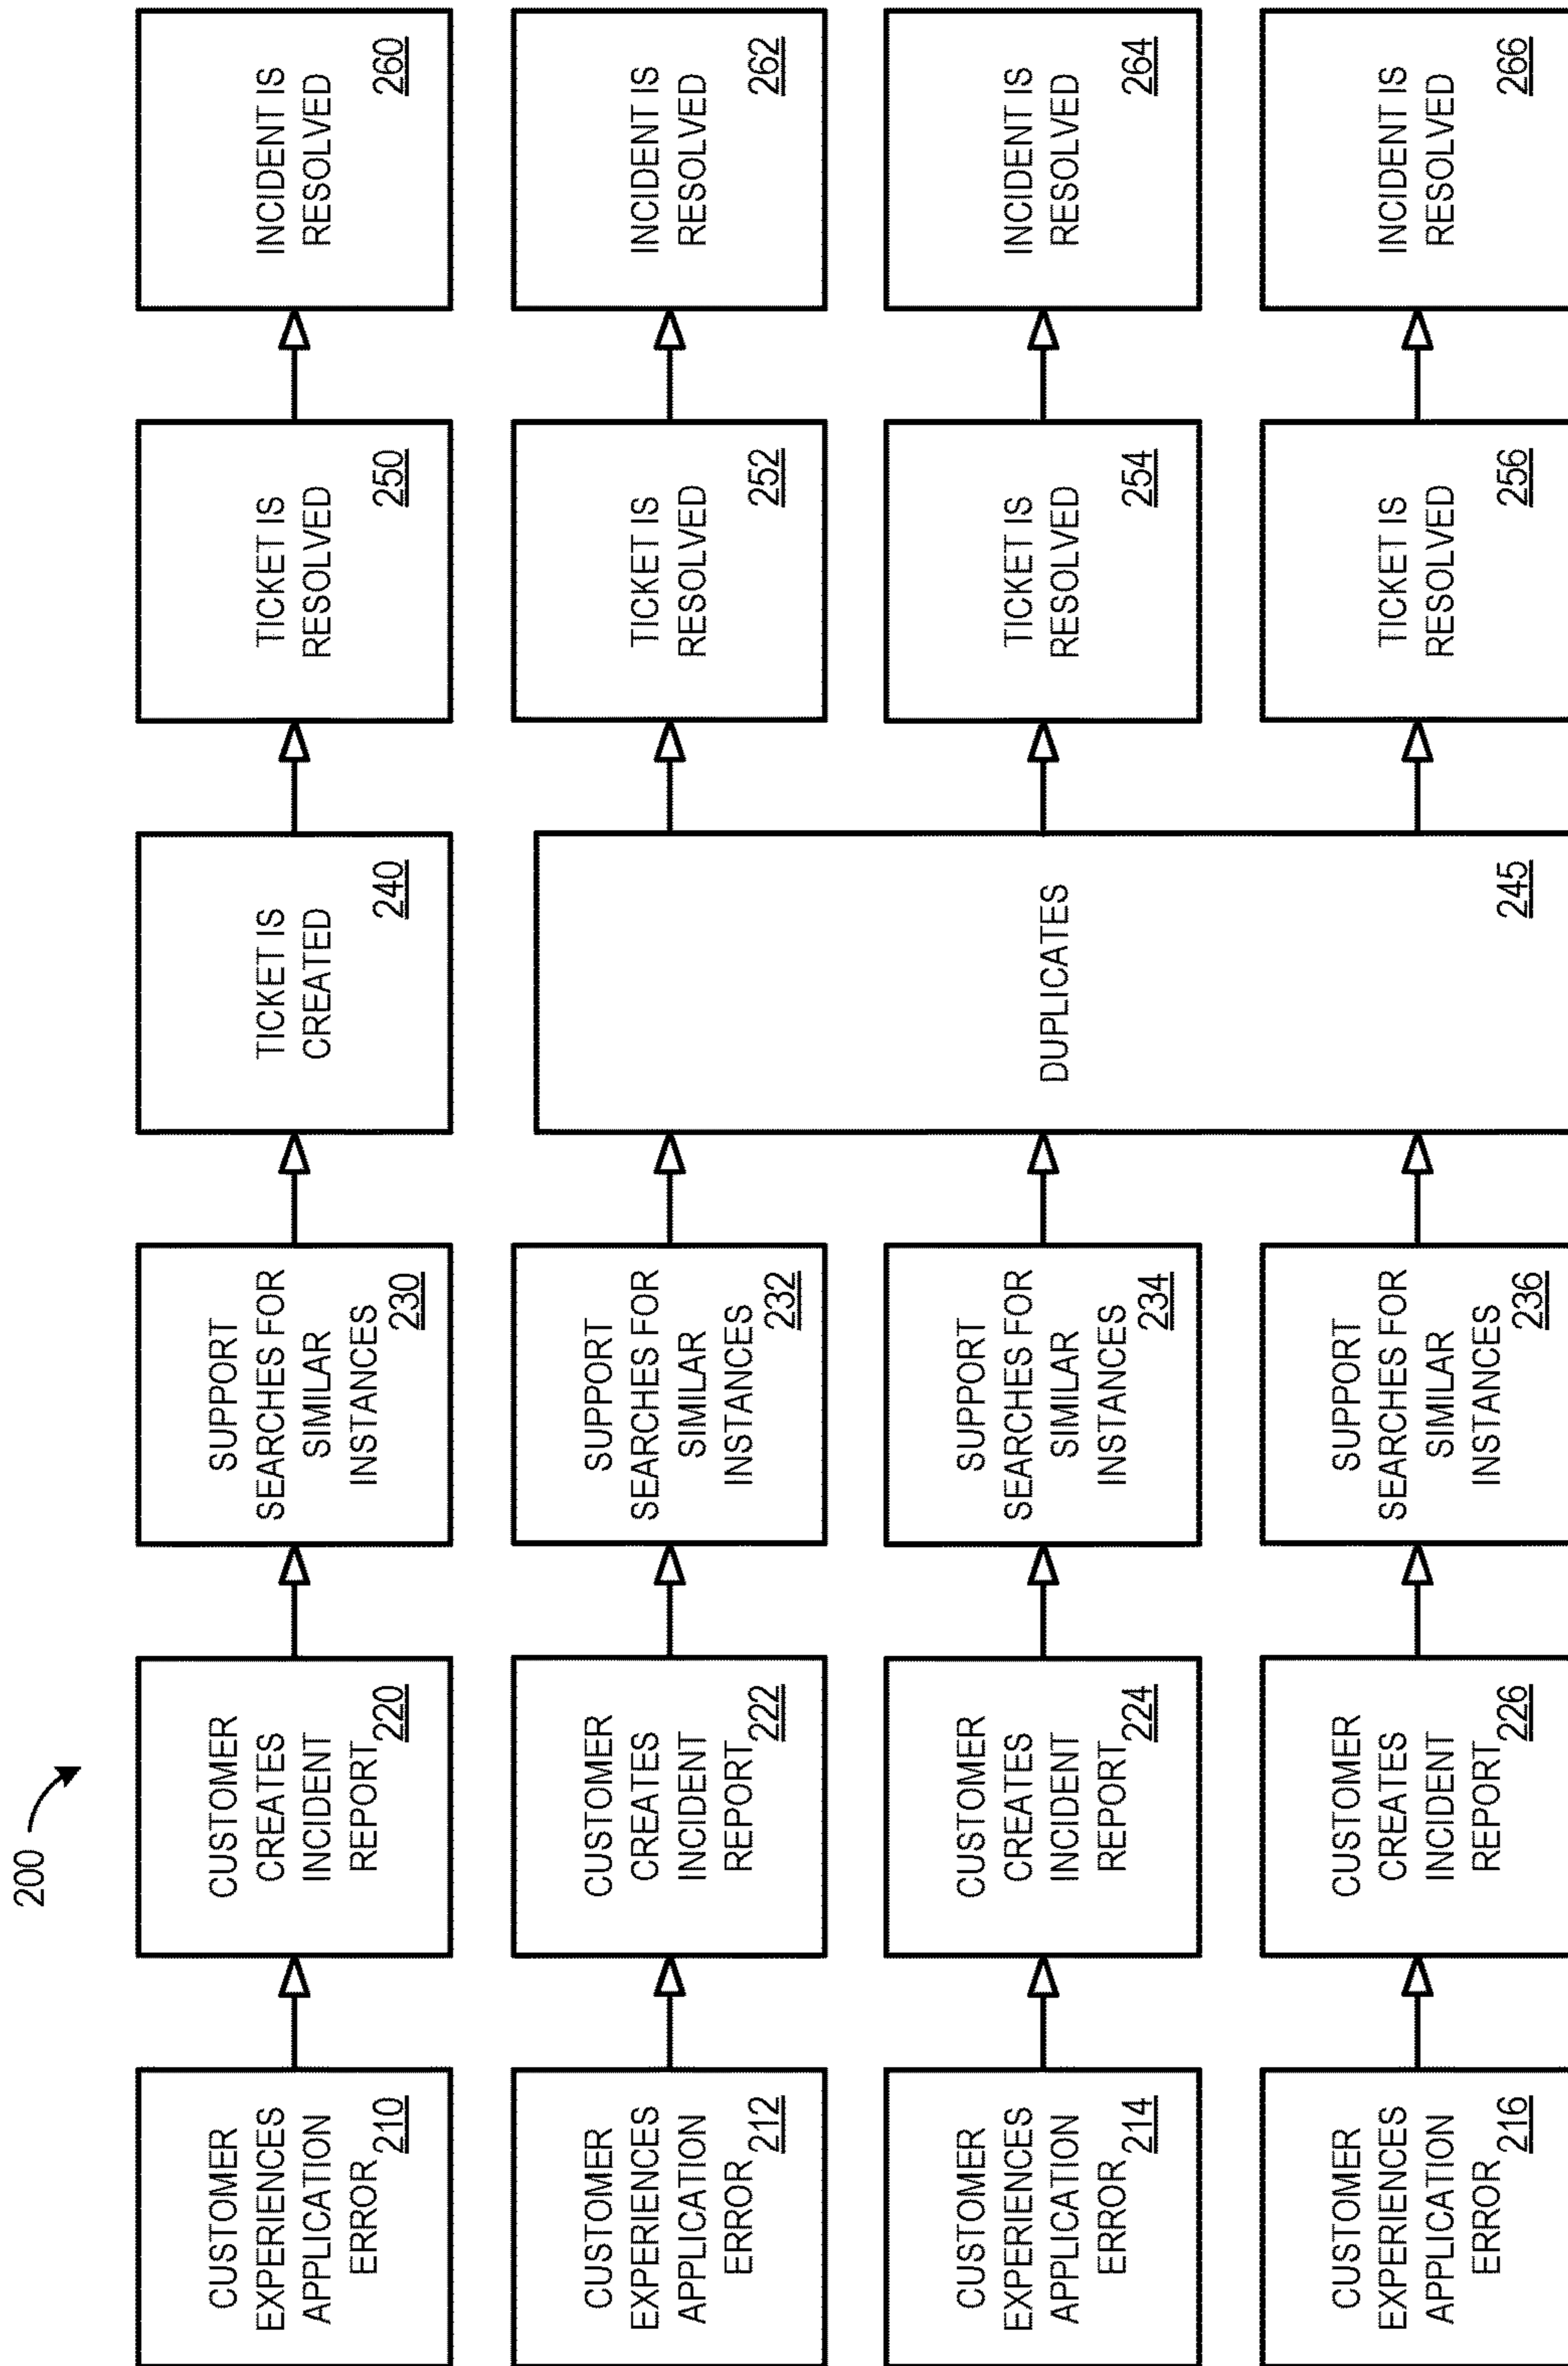 200
CUSTOMER
EXPERIENCES
APPLICATION
ERROR
210
CUSTOMER
CREATES
INCIDENT
REPORT
220
SUPPORT
SEARCHES FOR
SIMILAR
INSTANCES
230
TICKET IS
CREATED
240
TICKET IS
RESOLVED
250
INCIDENT IS
RESOLVED
260
CUSTOMER
EXPERIENCES
APPLICATION
ERROR
212
CUSTOMER
CREATES
INCIDENT
REPORT
222
SUPPORT
SEARCHES FOR
SIMILAR
INSTANCES
232
DUPLICATES
245
TICKET IS
RESOLVED
252
INCIDENT IS
RESOLVED
262
CUSTOMER
EXPERIENCES
APPLICATION
ERROR
214
CUSTOMER
CREATES
INCIDENT
REPORT
224
SUPPORT
SEARCHES FOR
SIMILAR
INSTANCES
234
TICKET IS
RESOLVED
254
INCIDENT IS
RESOLVED
264
CUSTOMER
EXPERIENCES
APPLICATION
ERROR
216
CUSTOMER
CREATES
INCIDENT
REPORT
226
SUPPORT
SEARCHES FOR
SIMILAR
INSTANCES
236
TICKET IS
RESOLVED
256
INCIDENT IS
RESOLVED
266